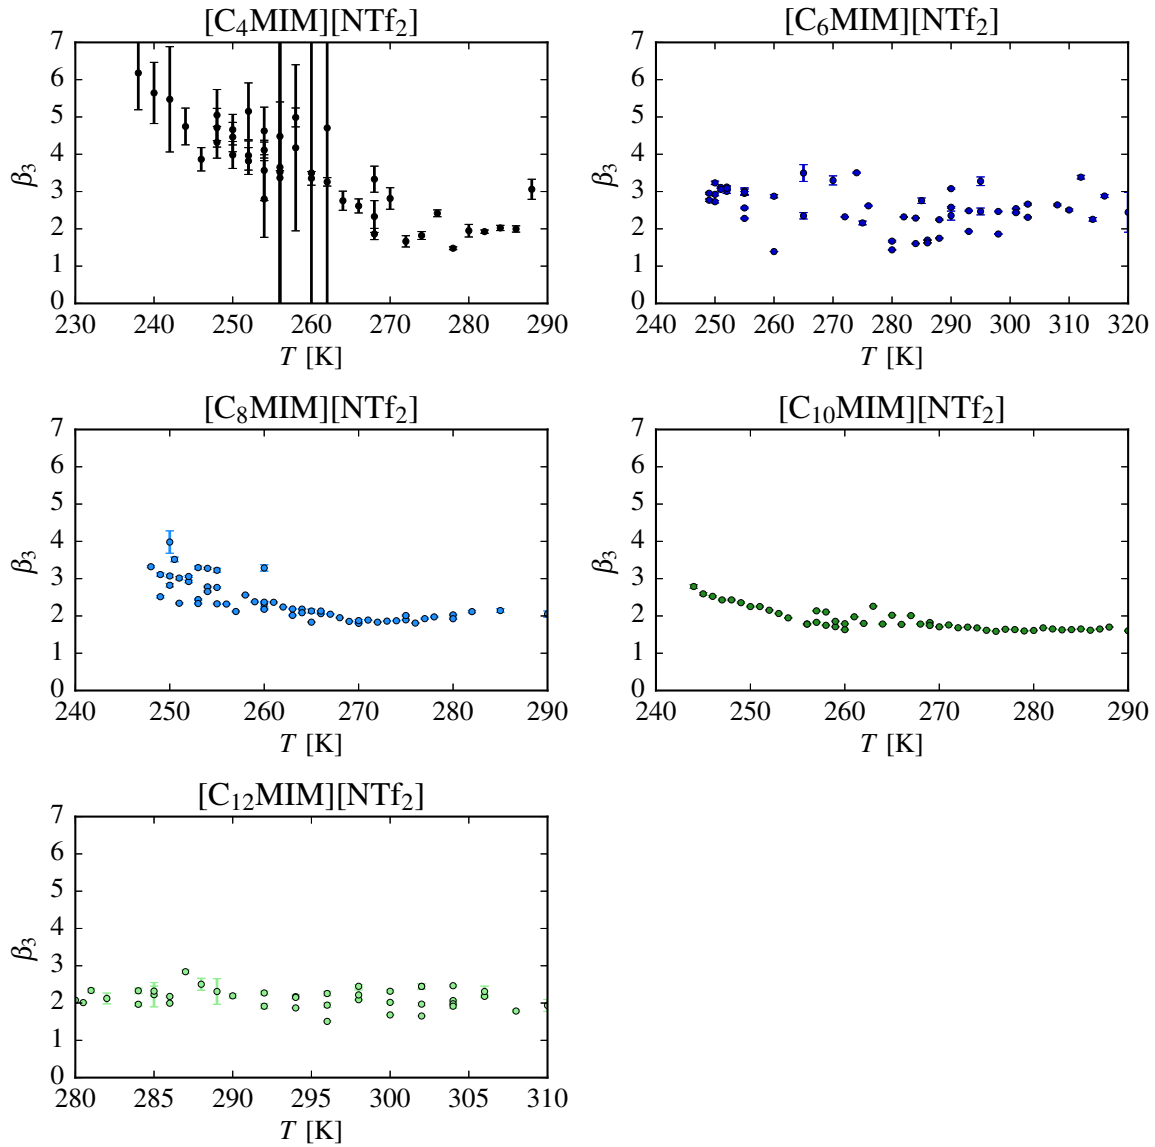 [C₄MIM][NTf₂]
7
6
5
4
3
2
1
0
β₃
230 240 250 260 270 280 290
T [K]
[C₆MIM][NTf₂]
7
6
5
4
3
2
1
0
β₃
240 250 260 270 280 290 300 310 320
T [K]
[C₈MIM][NTf₂]
7
6
5
4
3
2
1
0
β₃
240 250 260 270 280 290
T [K]
[C₁₀MIM][NTf₂]
7
6
5
4
3
2
1
0
β₃
240 250 260 270 280 290
T [K]
[C₁₂MIM][NTf₂]
7
6
5
4
3
2
1
0
β₃
280 285 290 295 300 305 310
T [K]